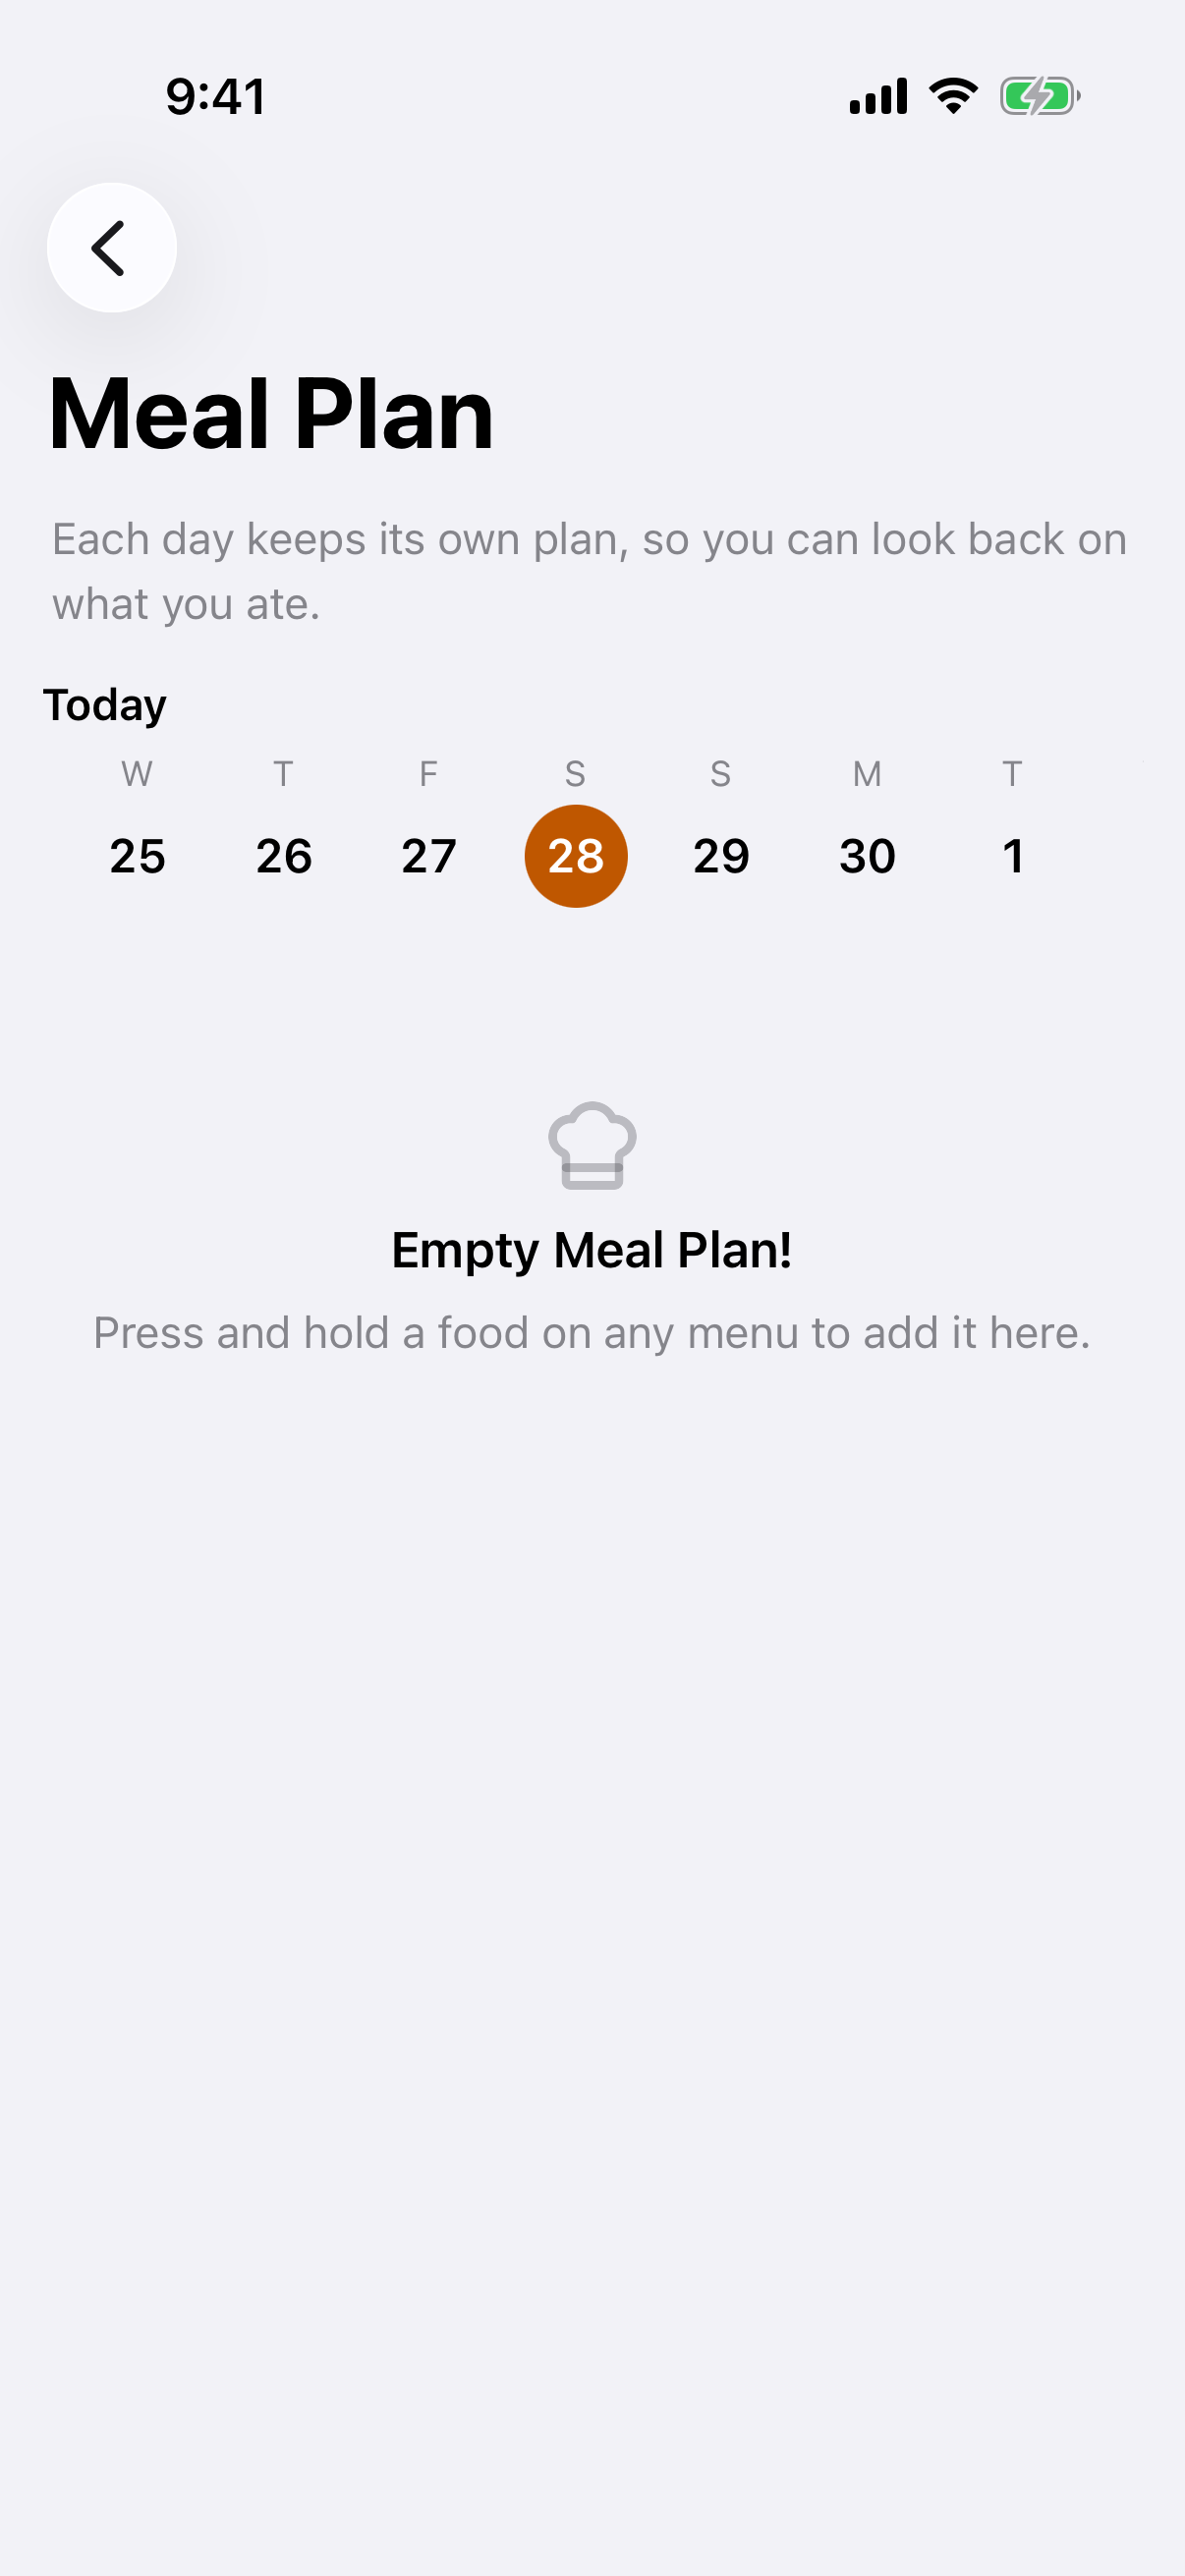 9:41
Meal Plan
Each day keeps its own plan, so you can look back on
what you ate.
Today
W T F S S M T
25 26 27 28 29 30 1
Empty Meal Plan!
Press and hold a food on any menu to add it here.